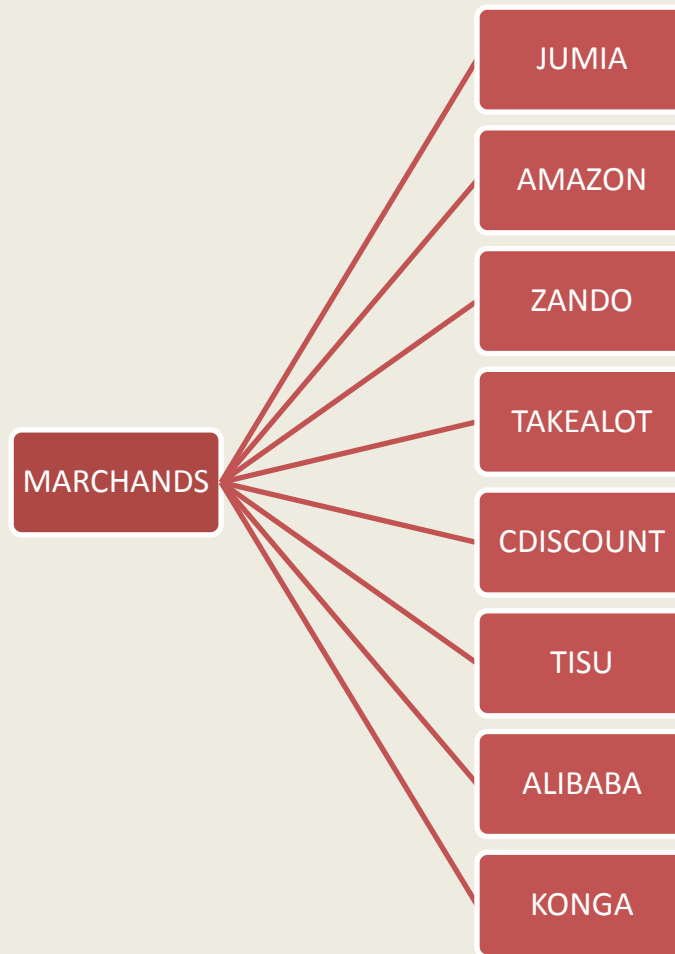 MARCHANDS
JUMIA
AMAZON
ZANDO
TAKEALOT
CDISCOUNT
TISU
ALIBABA
KONGA